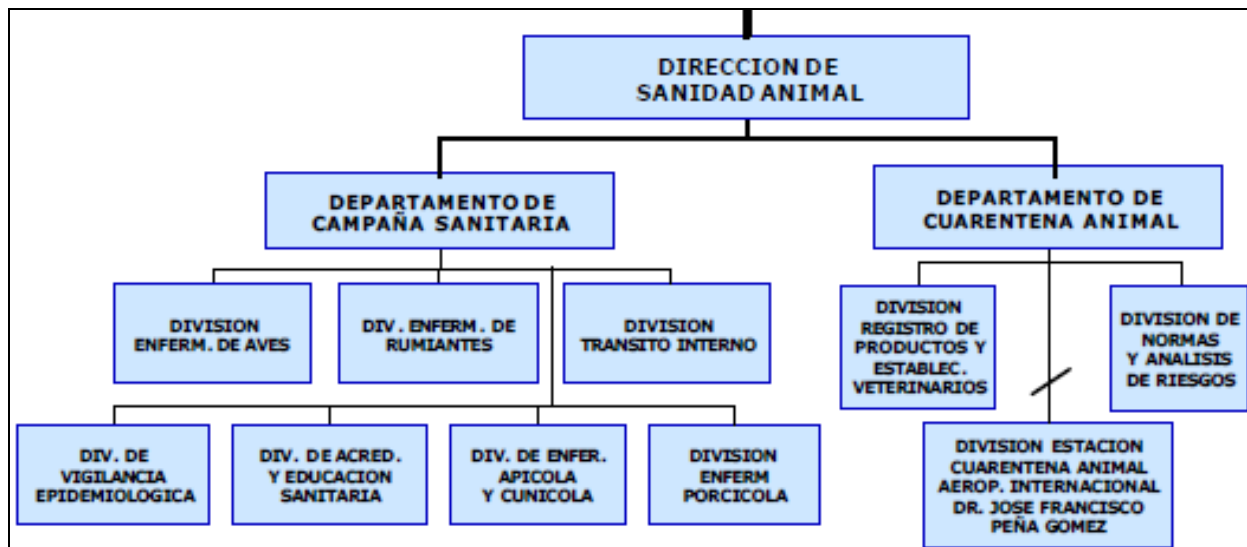 DIRECCION DE
SANIDAD ANIMAL
DEPARTAMENTO DE
CAMPAÑA SANITARIA
DEPARTAMENTO DE
CUARENTENA ANIMAL
DIVISION
ENFERM. DE AVES
DIV. ENFERM. DE
RUMIANTES
DIVISION
TRANSITO INTERNO
DIVISION
REGISTRO DE
PRODUCTOS Y
ESTABLEC.
VETERINARIOS
DIVISION DE
NORMAS
Y ANALISIS
DE RIESGOS
DIV. DE
VIGILANCIA
EPIDEMIOLOGICA
DIV. DE ACRED.
Y EDUCACION
SANITARIA
DIV. DE ENFER.
APICOLA
Y CUNICOLA
DIVISION
ENFERM
PORCICOLA
DIVISION ESTACION
CUARENTENA ANIMAL
AEROP. INTERNACIONAL
DR. JOSE FRANCISCO
PEÑA GOMEZ